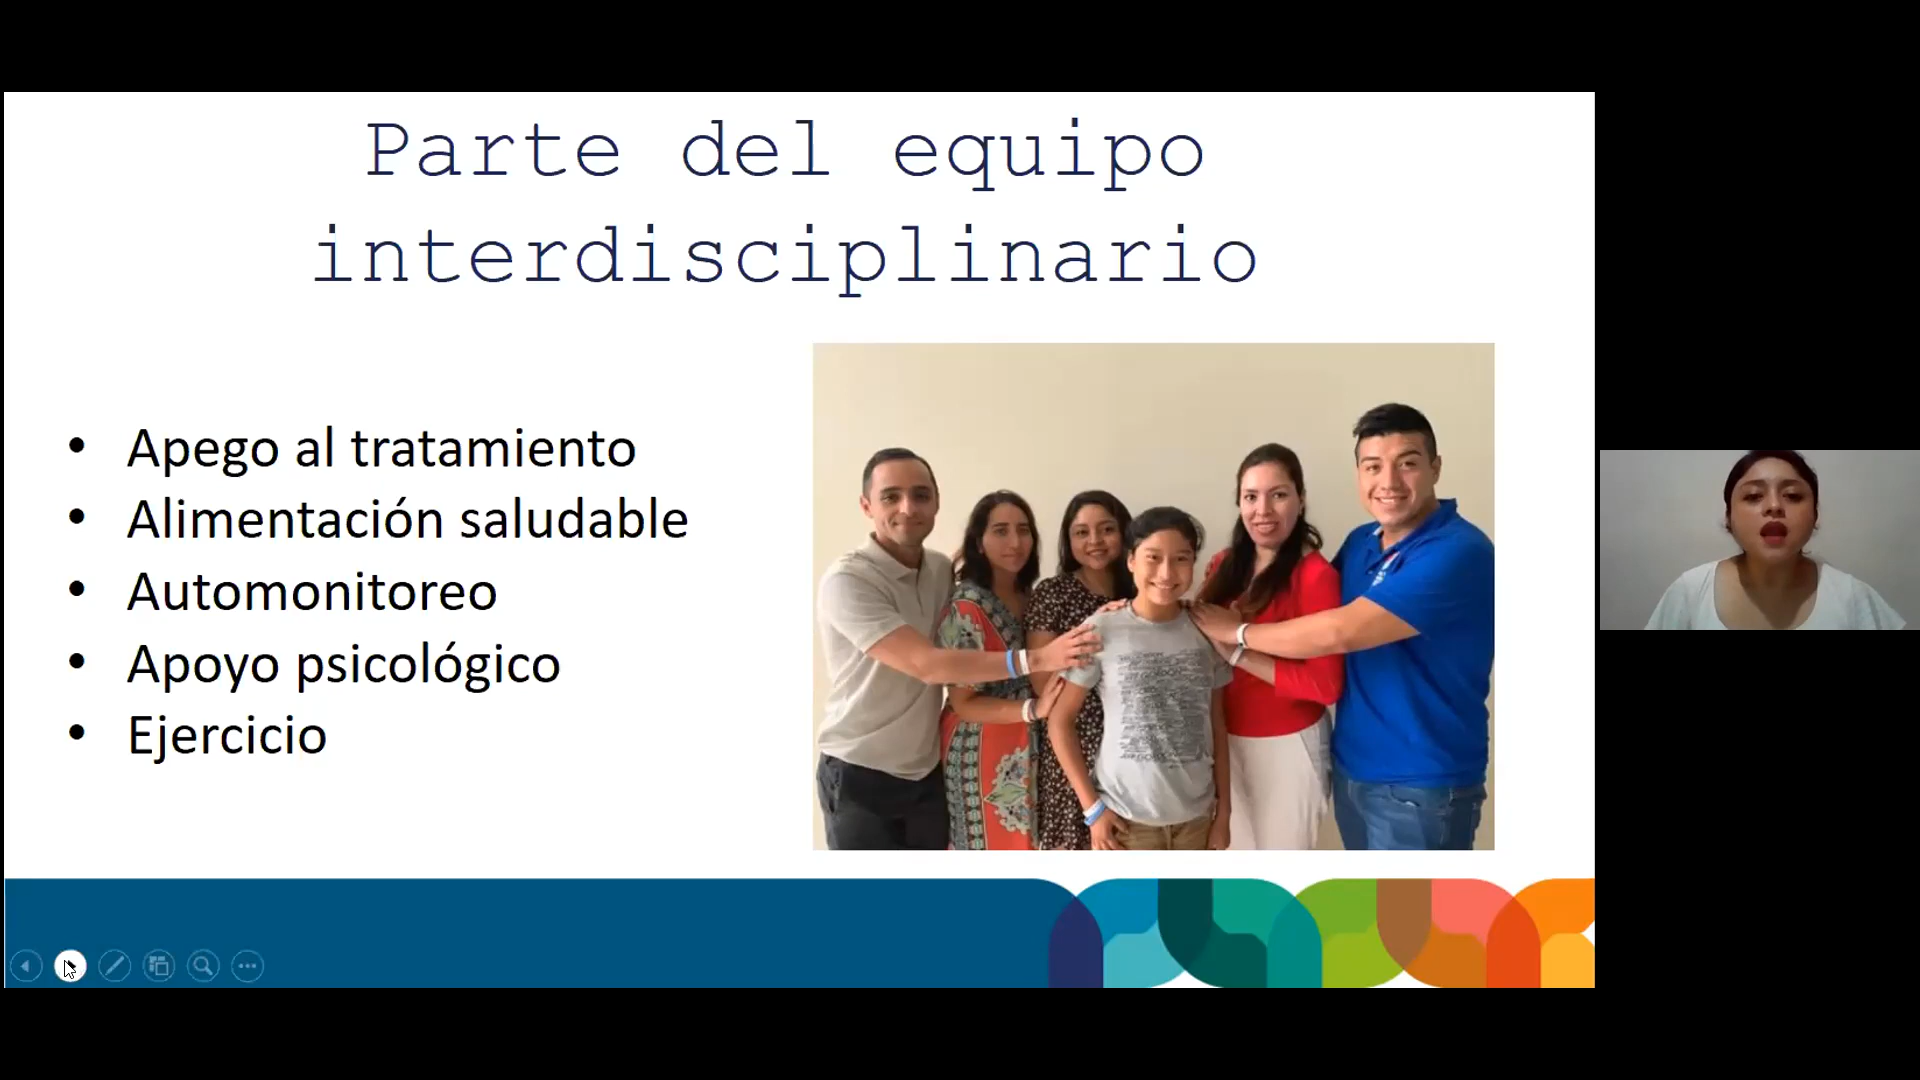 Parte del equipo
interdisciplinario
• Apego al tratamiento
• Alimentación saludable
• Automonitoreo
• Apoyo psicológico
• Ejercicio